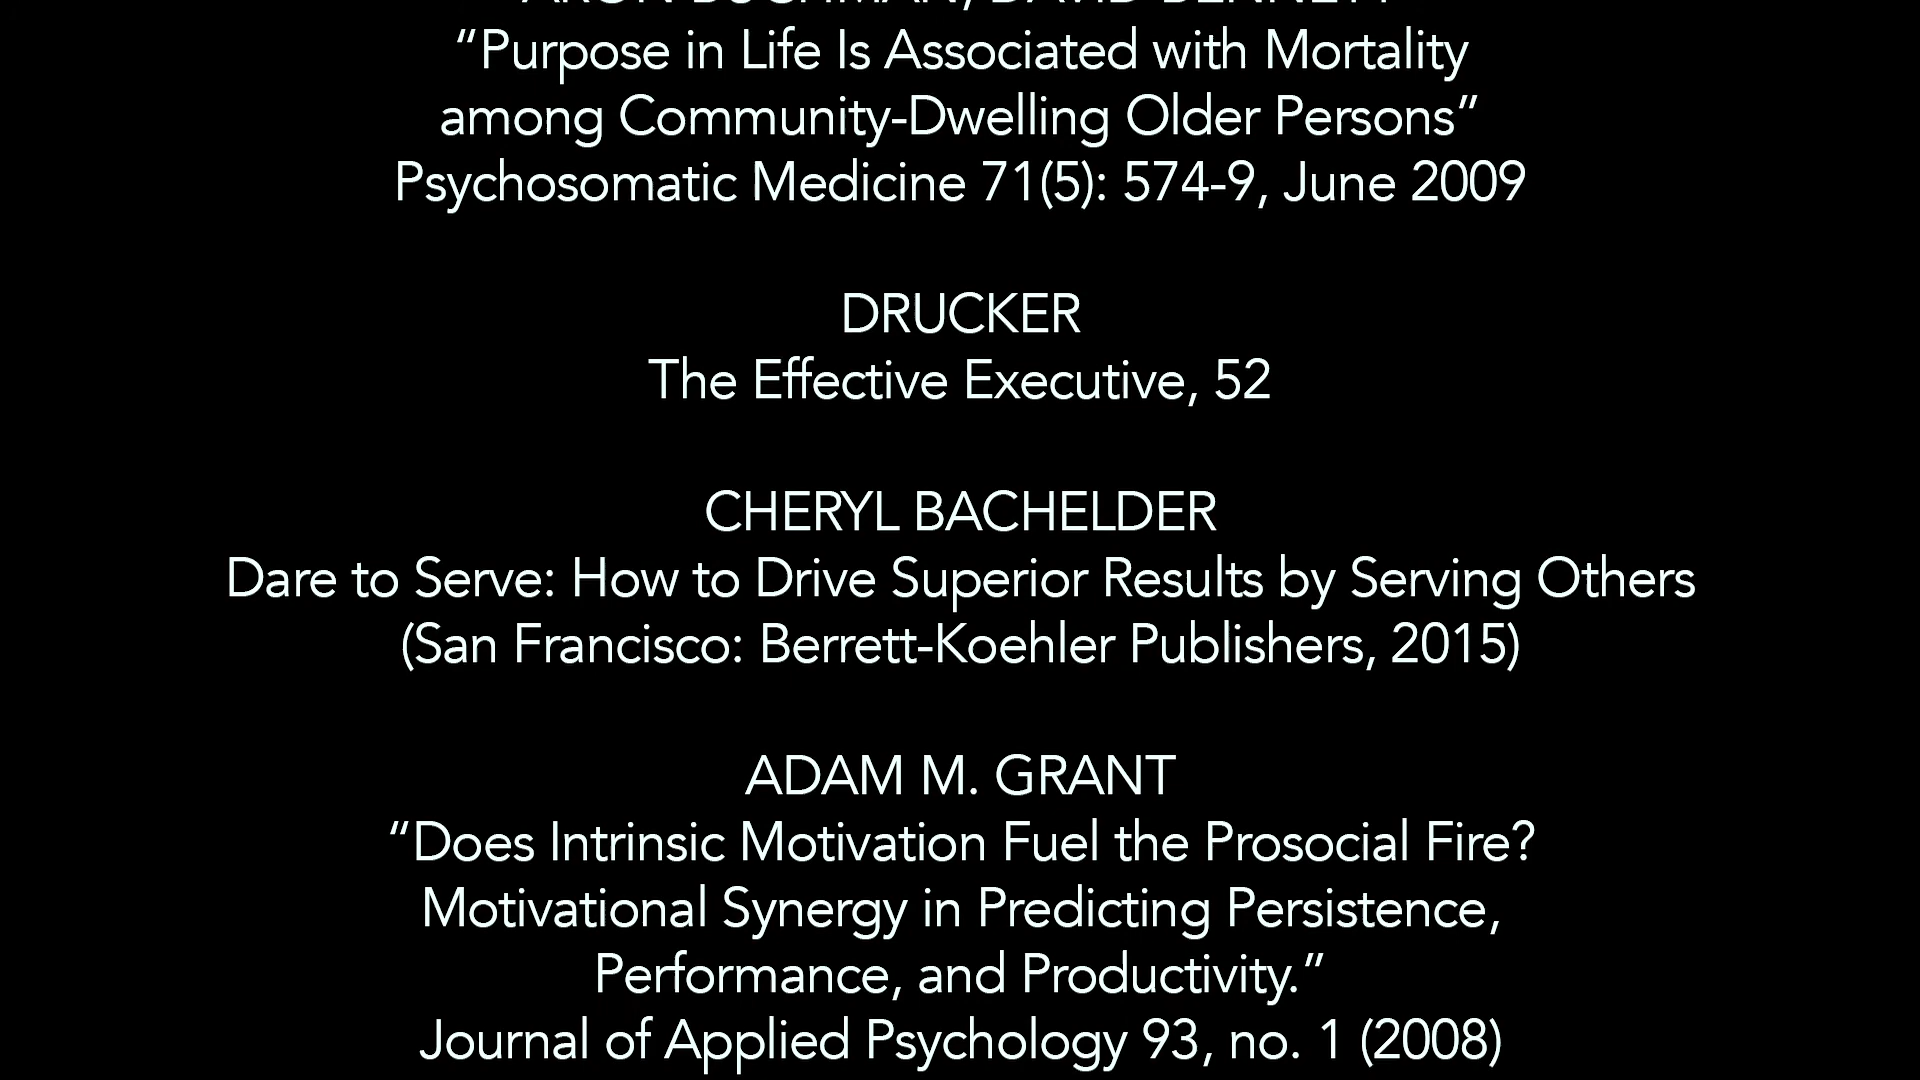 “Purpose in Life Is Associated with Mortality
among Community-Dwelling Older Persons”
Psychosomatic Medicine 71(5): 574-9, June 2009
DRUCKER
The Effective Executive, 52
CHERYL BACHELDER
Dare to Serve: How to Drive Superior Results by Serving Others
(San Francisco: Berrett-Koehler Publishers, 2015)
ADAM M. GRANT
“Does Intrinsic Motivation Fuel the Prosocial Fire?
Motivational Synergy in Predicting Persistence,
Performance, and Productivity.”
Journal of Applied Psychology 93, no. 1 (2008)